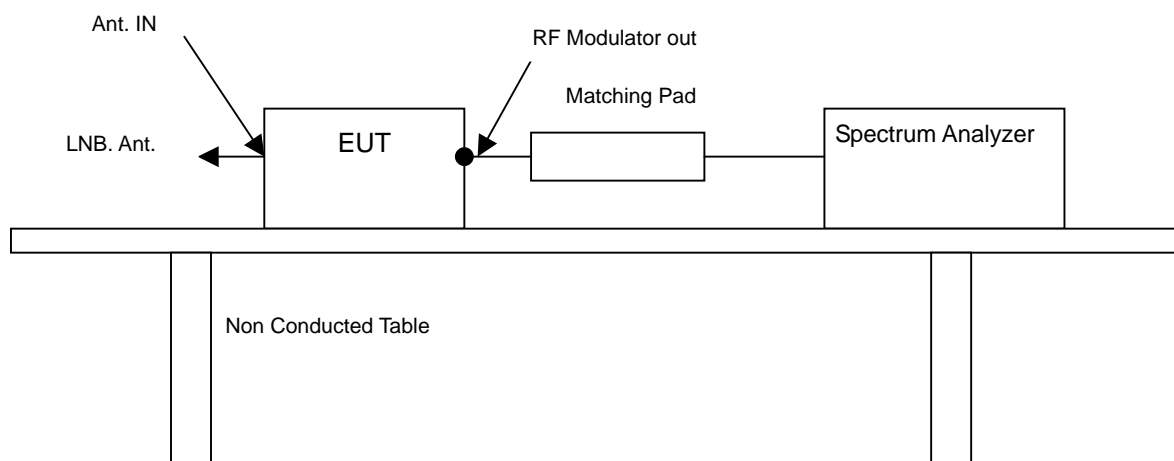 Ant. IN
RF Modulator out
Matching Pad
LNB. Ant.
EUT
Spectrum Analyzer
Non Conducted Table